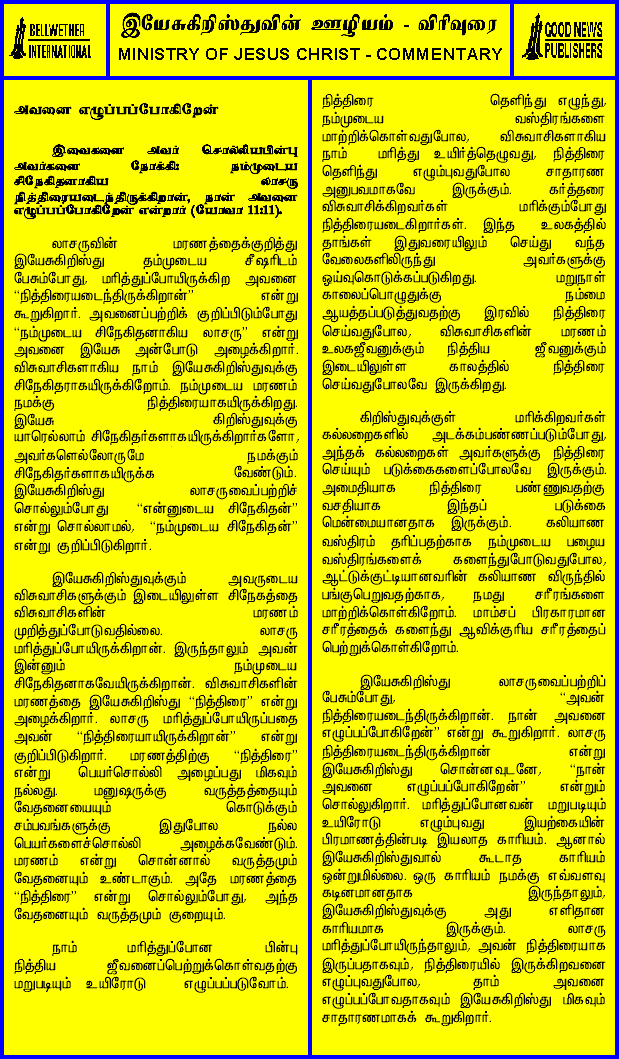 BELLWETHER
INTERNATIONAL
இயேசுகிறிஸ்துவின் ஊழியம் - விரிவுரை
MINISTRY OF JESUS CHRIST - COMMENTARY
GOOD NEWS
PUBLISHERS
அவனை எழுப்பப்போகிறேன்
இவைகளை அவர் சொல்லியபின்பு
அவர்களை நோக்கி: நம்முடைய
சிநேகிதனாகிய லாசரு
நித்திரையடைந்திருக்கிறான், நான் அவனை
எழுப்பப்போகிறேன் என்றார் (யோவா 11:11).
லாசருவின் மரணத்தைக்குறித்து
இயேசுகிறிஸ்து தம்முடைய சீஷரிடம்
பேசும்போது, மரித்துப்போயிருக்கிற அவனை
“நித்திரையடைந்திருக்கிறான்” என்று
கூறுகிறார். அவனைப்பற்றிக் குறிப்பிடும்போது
“நம்முடைய சிநேகிதனாகிய லாசரு” என்று
அவனை இயேசு அன்போடு அழைக்கிறார்.
விசுவாசிகளாகிய நாம் இயேசுகிறிஸ்துவுக்கு
சிநேகிதராகயிருக்கிறோம். நம்முடைய மரணம்
நமக்கு நித்திரையாகயிருக்கிறது.
இயேசு கிறிஸ்துவுக்கு
யாரெல்லாம் சிநேகிதர்களாகயிருக்கிறார்களோ,
அவர்களெல்லோருமே நமக்கும்
சிநேகிதர்களாகயிருக்க வேண்டும்.
இயேசுகிறிஸ்து லாசருவைப்பற்றிச்
சொல்லும்போது “என்னுடைய சிநேகிதன்”
என்று சொல்லாமல், “நம்முடைய சிநேகிதன்”
என்று குறிப்பிடுகிறார்.
இயேசுகிறிஸ்துவுக்கும் அவருடைய
விசுவாசிகளுக்கும் இடையிலுள்ள சிநேகத்தை
விசுவாசிகளின் மரணம்
முறித்துப்போடுவதில்லை. லாசரு
மரித்துப்போயிருக்கிறான். இருந்தாலும் அவன்
இன்னும் நம்முடைய
சிநேகிதனாகவேயிருக்கிறான். விசுவாசிகளின்
மரணத்தை இயேசுகிறிஸ்து “நித்திரை” என்று
அழைக்கிறார். லாசரு மரித்துப்போயிருப்பதை
அவன் “நித்திரையாயிருக்கிறான்” என்று
குறிப்பிடுகிறார். மரணத்திற்கு “நித்திரை”
என்று பெயர்சொல்லி அழைப்பது மிகவும்
நல்லது. மனுஷருக்கு வருத்தத்தையும்
வேதனையையும் கொடுக்கும்
சம்பவங்களுக்கு இதுபோல நல்ல
பெயர்களைச்சொல்லி அழைக்கவேண்டும்.
மரணம் என்று சொன்னால் வருத்தமும்
வேதனையும் உண்டாகும். அதே மரணத்தை
“நித்திரை” என்று சொல்லும்போது, அந்த
வேதனையும் வருத்தமும் குறையும்.
நாம் மரித்துப்போன பின்பு
நித்திய ஜீவனைப்பெற்றுக்கொள்வதற்கு
மறுபடியும் உயிரோடு எழுப்பப்படுவோம்.
நித்திரை தெளிந்து எழுந்து,
நம்முடைய வஸ்திரங்களை
மாற்றிக்கொள்வதுபோல, விசுவாசிகளாகிய
நாம் மரித்து உயிர்த்தெழுவது, நித்திரை
தெளிந்து எழும்புவதுபோல சாதாரண
அனுபவமாகவே இருக்கும். கர்த்தரை
விசுவாசிக்கிறவர்கள் மரிக்கும்போது
நித்திரையடைகிறார்கள். இந்த உலகத்தில்
தாங்கள் இதுவரையிலும் செய்து வந்த
வேலைகளிலிருந்து அவர்களுக்கு
ஓய்வுகொடுக்கப்படுகிறது. மறுநாள்
காலைப்பொழுதுக்கு நம்மை
ஆயத்தப்படுத்துவதற்கு இரவில் நித்திரை
செய்வதுபோல, விசுவாசிகளின் மரணம்
உலகஜீவனுக்கும் நித்திய ஜீவனுக்கும்
இடையிலுள்ள காலத்தில் நித்திரை
செய்வதுபோலவே இருக்கிறது.
கிறிஸ்துவுக்குள் மரிக்கிறவர்கள்
கல்லறைகளில் அடக்கம்பண்ணப்படும்போது,
அந்தக் கல்லறைகள் அவர்களுக்கு நித்திரை
செய்யும் படுக்கைகளைப்போலவே இருக்கும்.
அமைதியாக நித்திரை பண்ணுவதற்கு
வசதியாக இந்தப் படுக்கை
மென்மையானதாக இருக்கும். கலியாண
வஸ்திரம் தரிப்பதற்காக நம்முடைய பழைய
வஸ்திரங்களைக் களைந்துபோடுவதுபோல,
ஆட்டுக்குட்டியானவரின் கலியாண விருந்தில்
பங்குபெறுவதற்காக, நமது சரீரங்களை
மாற்றிக்கொள்கிறோம். மாம்சப் பிரகாரமான
சரீரத்தைக் களைந்து ஆவிக்குரிய சரீரத்தைப்
பெற்றுக்கொள்கிறோம்.
இயேசுகிறிஸ்து லாசருவைப்பற்றிப்
பேசும்போது, “அவன்
நித்திரையடைந்திருக்கிறான். நான் அவனை
எழுப்பப்போகிறேன்” என்று கூறுகிறார். லாசரு
நித்திரையடைந்திருக்கிறான் என்று
இயேசுகிறிஸ்து சொன்னவுடனே, “நான்
அவனை எழுப்பப்போகிறேன்” என்றும்
சொல்லுகிறார். மரித்துப்போனவன் மறுபடியும்
உயிரோடு எழும்புவது இயற்கையின்
பிரமாணத்தின்படி இயலாத காரியம். ஆனால்
இயேசுகிறிஸ்துவால் கூடாத காரியம்
ஒன்றுமில்லை. ஒரு காரியம் நமக்கு எவ்வளவு
கடினமானதாக இருந்தாலும்,
இயேசுகிறிஸ்துவுக்கு அது எளிதான
காரியமாக இருக்கும். லாசரு
மரித்துப்போயிருந்தாலும், அவன் நித்திரையாக
இருப்பதாகவும், நித்திரையில் இருக்கிறவனை
எழுப்புவதுபோல, தாம் அவனை
எழுப்பப்போவதாகவும் இயேசுகிறிஸ்து மிகவும்
சாதாரணமாகக் கூறுகிறார்.